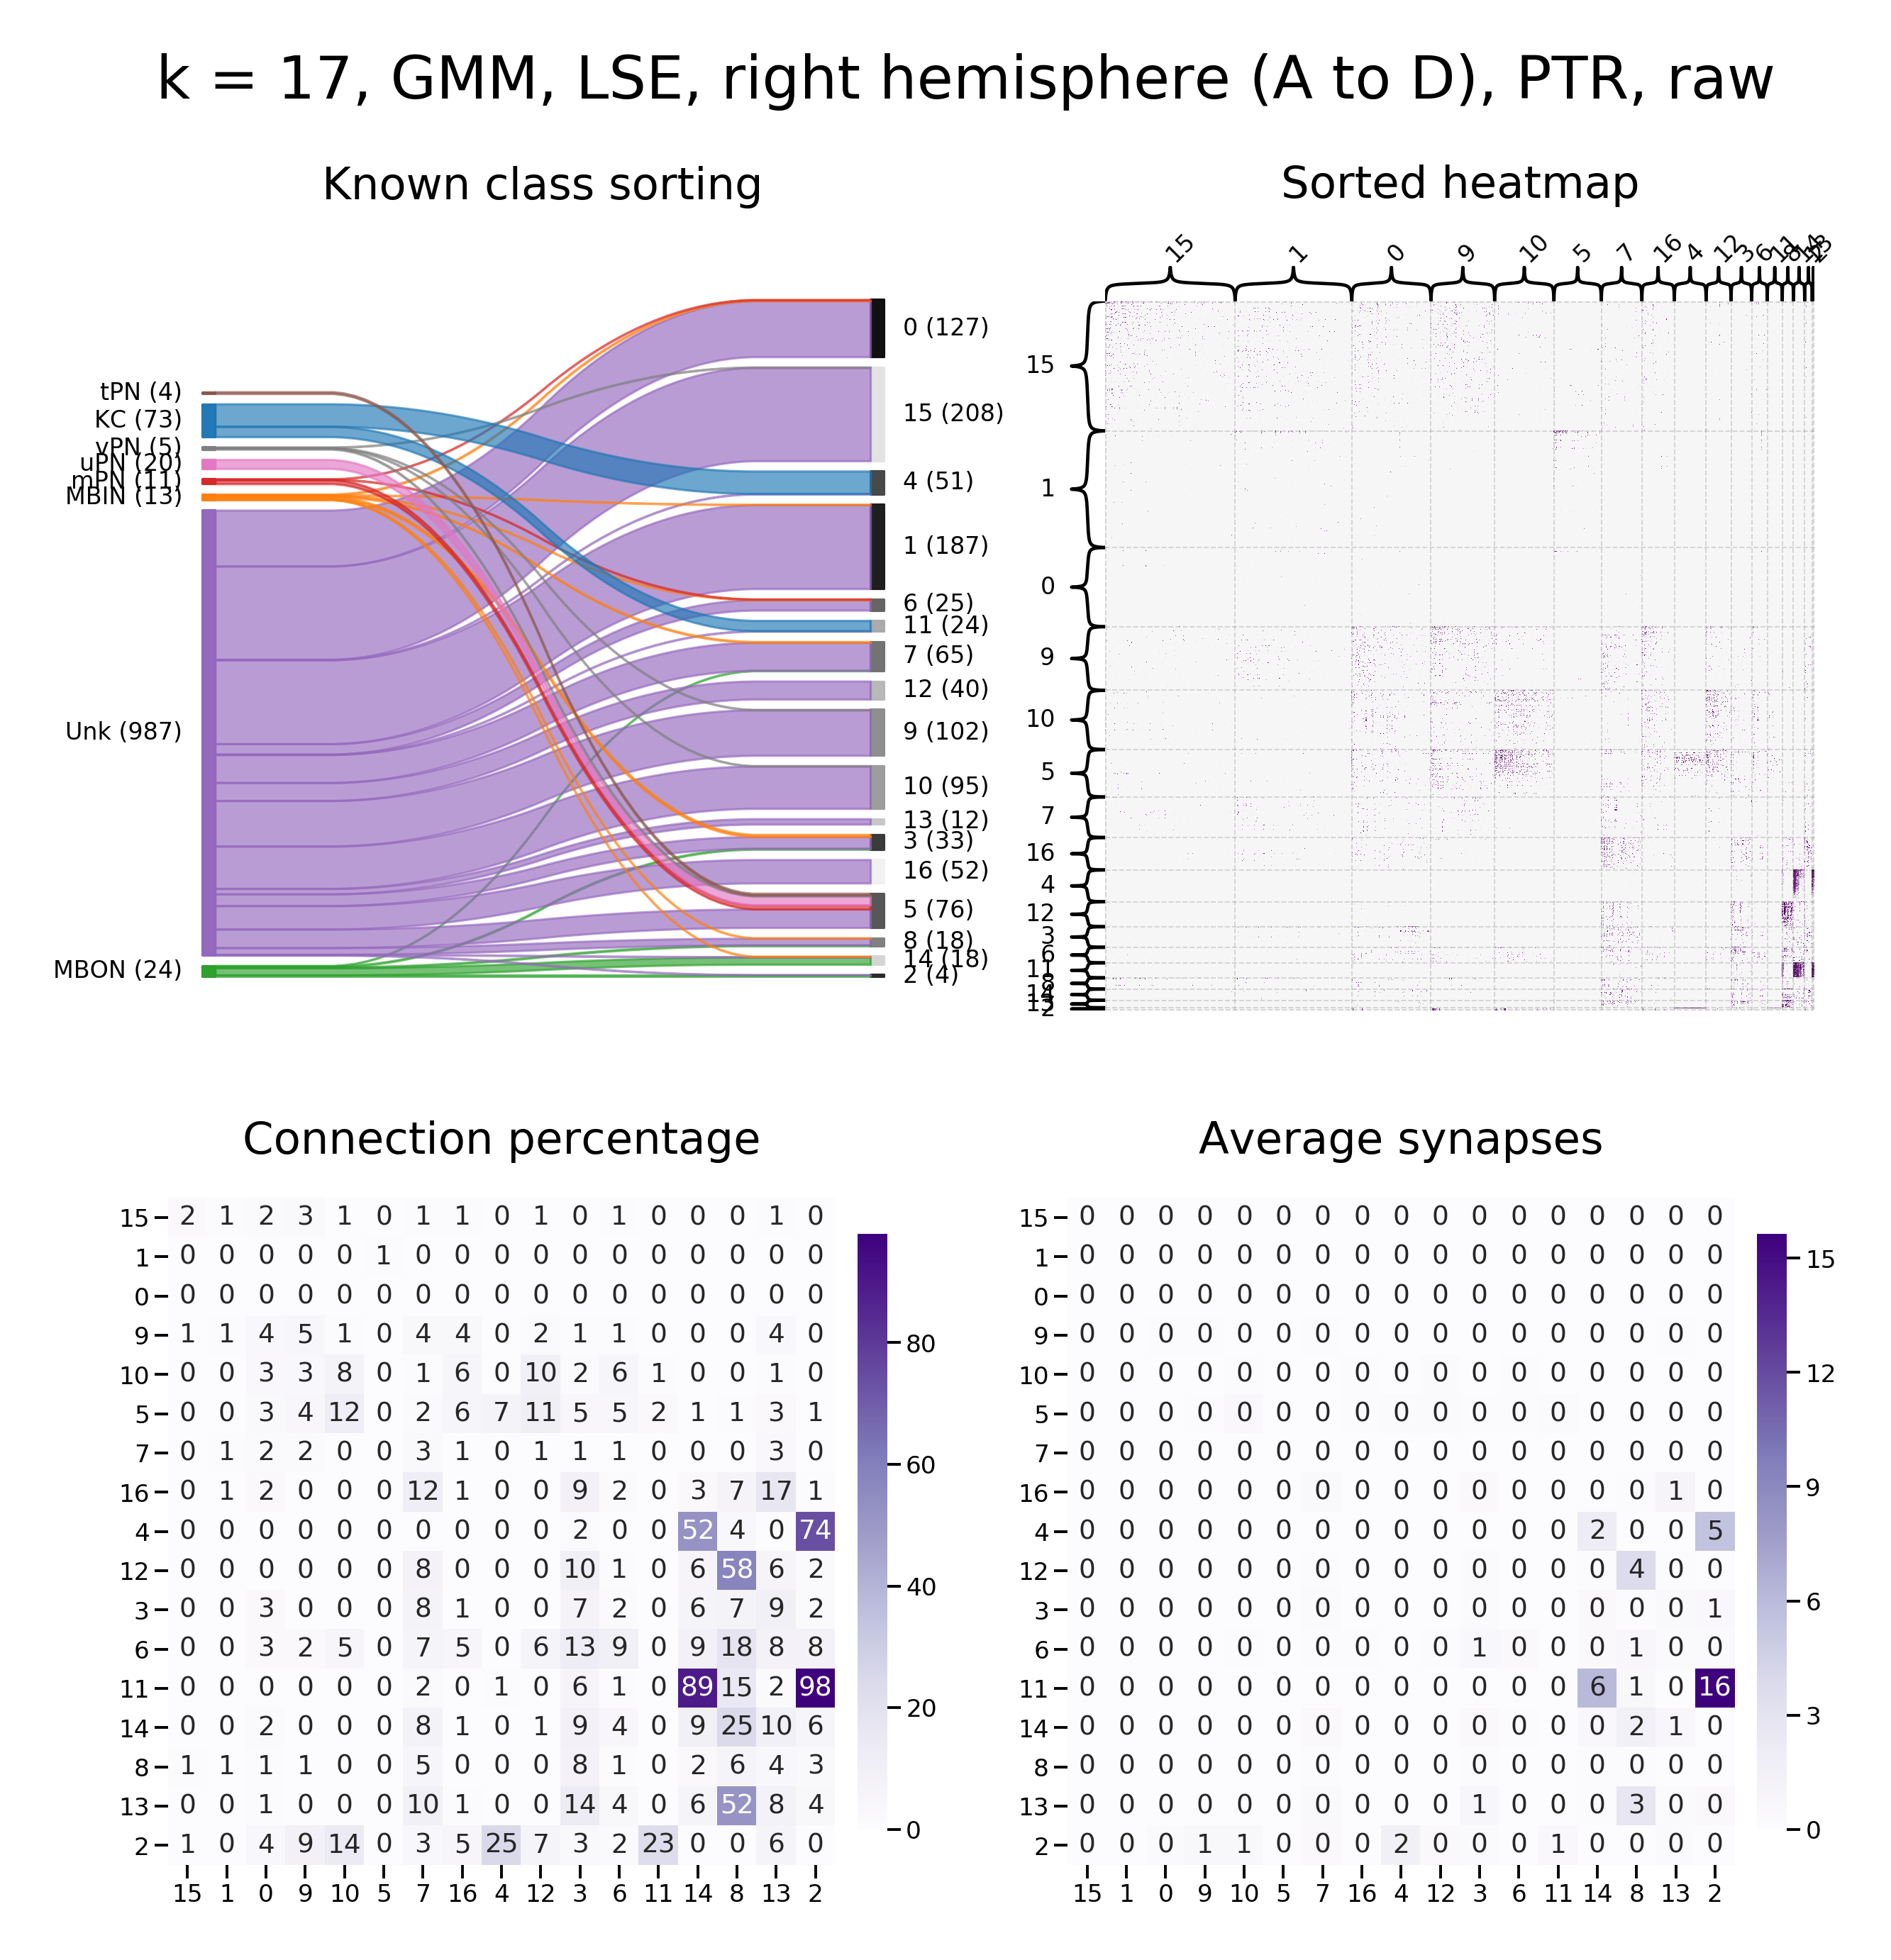 k = 17, GMM, LSE, right hemisphere (A to D), PTR, raw
Known class sorting
tPN (4)
KC (73)
vPN (5)
uPN (20)
mPN (11)
MBIN (13)
Unk (987)
MBON (24)
0 (127)
15 (208)
4 (51)
1 (187)
6 (25)
11 (24)
7 (65)
12 (40)
9 (102)
10 (95)
13 (12)
3 (33)
16 (52)
5 (76)
8 (18)
14 (18)
2 (4)
Sorted heatmap
15 1 0 9 10 5 7 16 4 12 3 6 11 8
15
1
0
9
10
5
7
16
4
12
3
6
11
8
14
13
2
Connection percentage
15 2 1 2 3 1 0 1 1 0 1 0 1 0 0 0 1 0
1 0 0 0 0 0 1 0 0 0 0 0 0 0 0 0 0 0
0 0 0 0 0 0 0 0 0 0 0 0 0 0 0 0 0 0
9 1 1 4 5 1 0 4 4 0 2 1 1 0 0 0 4 0
10 0 0 3 3 8 0 1 6 0 10 2 6 1 0 0 1 0
5 0 0 3 4 12 0 2 6 7 11 5 5 2 1 1 3 1
7 0 1 2 2 0 0 3 1 0 1 1 1 0 0 0 3 0
16 0 1 2 0 0 0 12 1 0 0 9 2 0 3 7 17 1
4 0 0 0 0 0 0 0 0 0 0 2 0 0 52 4 0 74
12 0 0 0 0 0 0 8 0 0 0 10 1 0 6 58 6 2
3 0 0 3 0 0 0 8 1 0 0 7 2 0 6 7 9 2
6 0 0 3 2 5 0 7 5 0 6 13 9 0 9 18 8 8
11 0 0 0 0 0 0 2 0 1 0 6 1 0 89 15 2 98
14 0 0 2 0 0 0 8 1 0 1 9 4 0 9 25 10 6
8 1 1 1 1 0 0 5 0 0 0 8 1 0 2 6 4 3
13 0 0 1 0 0 0 10 1 0 0 14 4 0 6 52 8 4
2 1 0 4 9 14 0 3 5 25 7 3 2 23 0 0 6 0
15 1 0 9 10 5 7 16 4 12 3 6 11 14 8 13 2
80
60
40
20
0
Average synapses
15 0 0 0 0 0 0 0 0 0 0 0 0 0 0 0 0 0
1 0 0 0 0 0 0 0 0 0 0 0 0 0 0 0 0 0
0 0 0 0 0 0 0 0 0 0 0 0 0 0 0 0 0 0
9 0 0 0 0 0 0 0 0 0 0 0 0 0 0 0 0 0
10 0 0 0 0 0 0 0 0 0 0 0 0 0 0 0 0 0
5 0 0 0 0 0 0 0 0 0 0 0 0 0 0 0 0 0
7 0 0 0 0 0 0 0 0 0 0 0 0 0 0 0 0 0
16 0 0 0 0 0 0 0 0 0 0 0 0 0 0 0 1 0
4 0 0 0 0 0 0 0 0 0 0 0 0 0 2 0 0 5
12 0 0 0 0 0 0 0 0 0 0 0 0 0 0 4 0 0
3 0 0 0 0 0 0 0 0 0 0 0 0 0 0 0 0 1
6 0 0 0 0 0 0 0 0 0 0 1 0 0 0 1 0 0
11 0 0 0 0 0 0 0 0 0 0 0 0 0 6 1 0 16
14 0 0 0 0 0 0 0 0 0 0 0 0 0 0 2 1 0
8 0 0 0 0 0 0 0 0 0 0 0 0 0 0 0 0 0
13 0 0 0 0 0 0 0 0 0 0 1 0 0 0 3 0 0
2 0 0 0 1 1 0 0 0 2 0 0 0 1 0 0 0 0
15 1 0 9 10 5 7 16 4 12 3 6 11 14 8 13 2
15
12
9
6
3
0